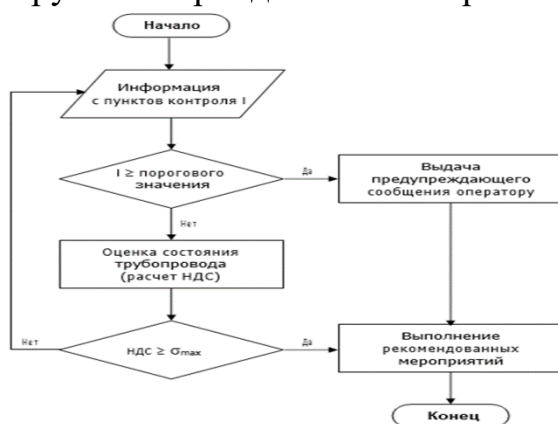 Начало
Информация
с пунктов контроля I
I ≥ порогового
значения
Да
Выдача
предупреждающего
сообщения оператору
Нет
Оценка состояния
трубопровода
(расчет НДС)
Нет
НДС ≥ σmax
Да
Выполнение
рекомендованных
мероприятий
Конец